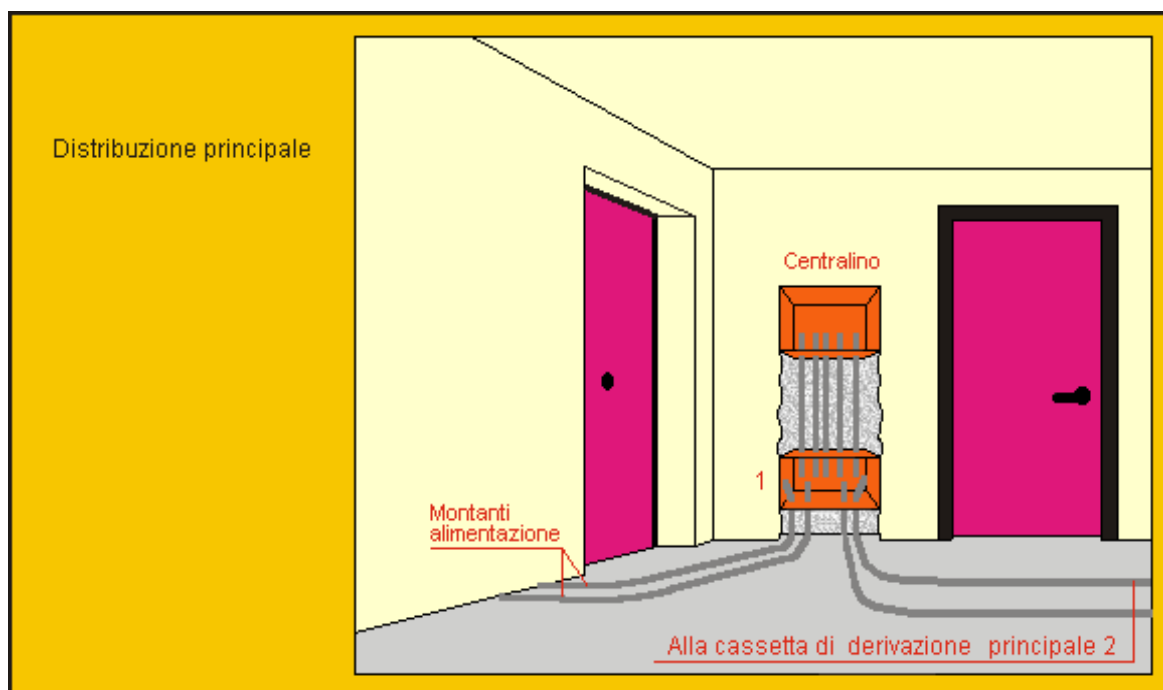 Distribuzione principale
Centralino
1
Montanti
alimentazione
Alla cassetta di derivazione principale 2